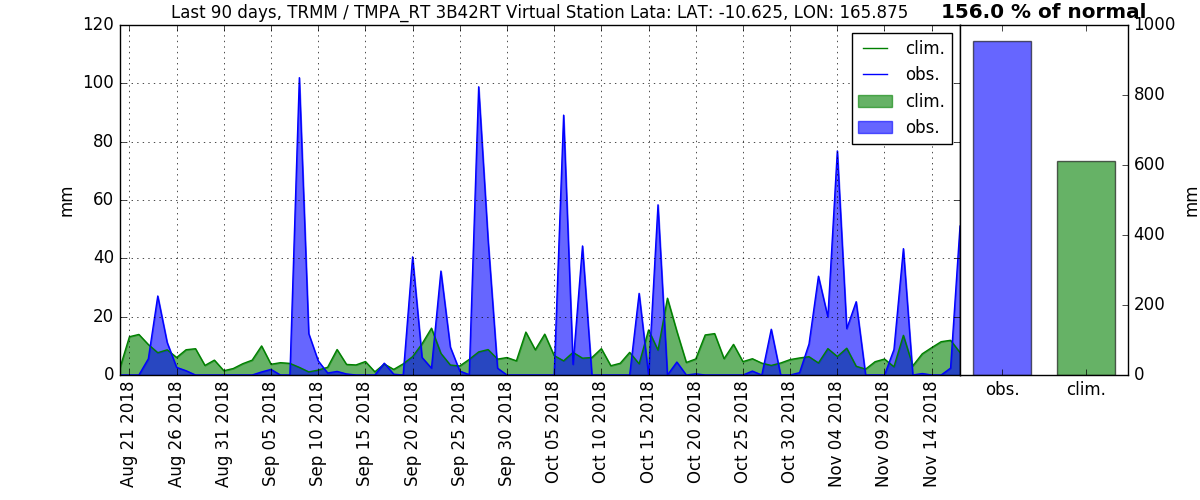 Last 90 days, TRMM / TMPA_RT 3B42RT Virtual Station Lata: LAT: -10.625, LON: 165.875
156.0 % of normal
mm
120
100
80
60
40
20
0
clim.
obs.
clim.
obs.
1000
800
600
400
200
0
mm
Aug 21 2018
Aug 26 2018
Aug 31 2018
Sep 05 2018
Sep 10 2018
Sep 15 2018
Sep 20 2018
Sep 25 2018
Sep 30 2018
Oct 05 2018
Oct 10 2018
Oct 15 2018
Oct 20 2018
Oct 25 2018
Oct 30 2018
Nov 04 2018
Nov 09 2018
Nov 14 2018
obs.
clim.